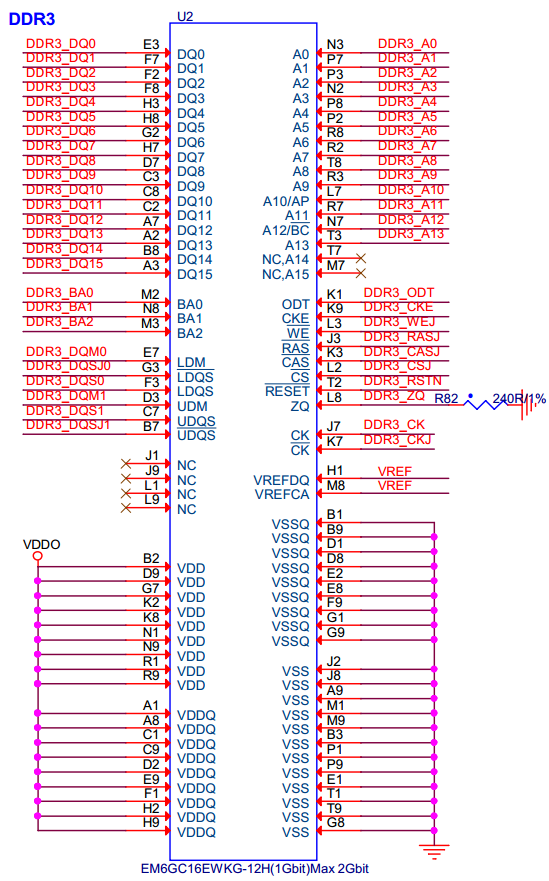 DDR3
U2
DDR3_DQ0 E3 DQ0 A0 N3 DDR3_A0
DDR3_DQ1 F7 DQ1 A1 P7 DDR3_A1
DDR3_DQ2 F2 DQ2 A2 P3 DDR3_A2
DDR3_DQ3 F8 DQ3 A3 N2 DDR3_A3
DDR3_DQ4 H3 DQ4 A4 P8 DDR3_A4
DDR3_DQ5 H8 DQ5 A5 P2 DDR3_A5
DDR3_DQ6 G2 DQ6 A6 R8 DDR3_A6
DDR3_DQ7 H7 DQ7 A7 R2 DDR3_A7
DDR3_DQ8 D7 DQ8 A8 T8 DDR3_A8
DDR3_DQ9 C3 DQ9 A9 R3 DDR3_A9
DDR3_DQ10 C8 DQ10 A10/AP L7 DDR3_A10
DDR3_DQ11 C2 DQ11 A11 R7 DDR3_A11
DDR3_DQ12 A7 DQ12 A12/BC N7 DDR3_A12
DDR3_DQ13 A2 DQ13 A13 T3 DDR3_A13
DDR3_DQ14 B8 DQ14 NC,A14 T7
DDR3_DQ15 A3 DQ15 NC,A15 M7
DDR3_BA0 M2 BA0 ODT K1 DDR3_ODT
DDR3_BA1 N8 BA1 CKE K9 DDR3_CKE
DDR3_BA2 M3 BA2 WE L3 DDR3_WEJ
RAS J3 DDR3_RASJ
DDR3_DQM0 E7 LDM CAS K3 DDR3_CASJ
DDR3_DQSJ0 G3 LDQS CS L2 DDR3_CSJ
DDR3_DQS0 F3 LDQS RESET T2 DDR3_RSTN
DDR3_DQM1 D3 UDM ZQ L8 DDR3_ZQ R82 240R/1%
DDR3_DQS1 C7 UDQS
DDR3_DQSJ1 B7 UDQS CK J7 DDR3_CK
CK K7 DDR3_CKJ
J1 NC
J9 NC VREFDQ H1 VREF
L1 NC VREFCA M8 VREF
L9 NC
VSSQ B1
VSSQ B9
VDDO
VSSQ D1
B2 VDD VSSQ D8
D9 VDD VSSQ E2
G7 VDD VSSQ E8
K2 VDD VSSQ F9
K8 VDD VSSQ G1
N1 VDD VSSQ G9
N9 VDD
R1 VDD VSS J2
R9 VDD VSS J8
VSS A9
A1 VDDQ VSS M1
A8 VDDQ VSS M9
C1 VDDQ VSS B3
C9 VDDQ VSS P1
D2 VDDQ VSS P9
E9 VDDQ VSS E1
F1 VDDQ VSS T1
H2 VDDQ VSS T9
H9 VDDQ VSS G8
EM6GC16EWKG-12H(1Gbit)Max 2Gbit